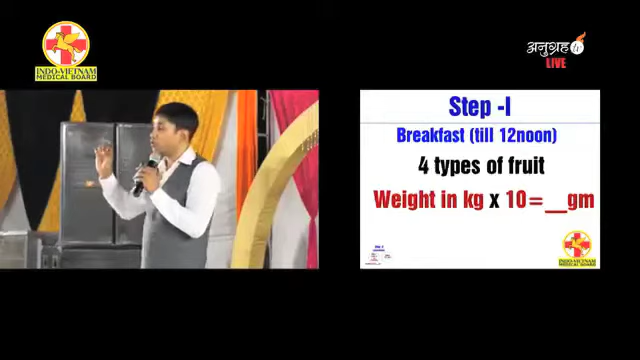 INDO-VIETNAM
MEDICAL BOARD
अनुग्रह tv
LIVE
Step -I
Breakfast (till 12noon)
4 types of fruit
Weight in kg x 10=__gm
INDO-VIETNAM
MEDICAL BOARD